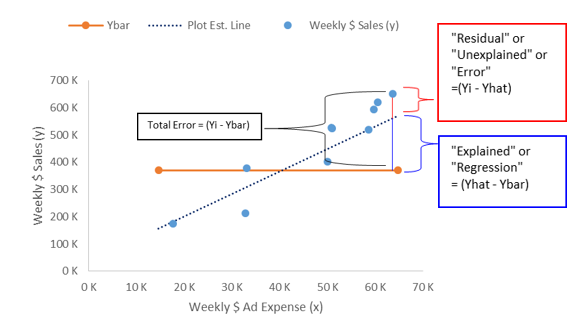 Ybar
Plot Est. Line
Weekly $ Sales (y)
"Residual" or
"Unexplained" or
"Error"
=(Yi - Yhat)
Total Error = (Yi - Ybar)
"Explained" or
"Regression"
= (Yhat - Ybar)
Weekly $ Sales (y)
700 K
600 K
500 K
400 K
300 K
200 K
100 K
0 K
0 K 10 K 20 K 30 K 40 K 50 K 60 K 70 K
Weekly $ Ad Expense (x)